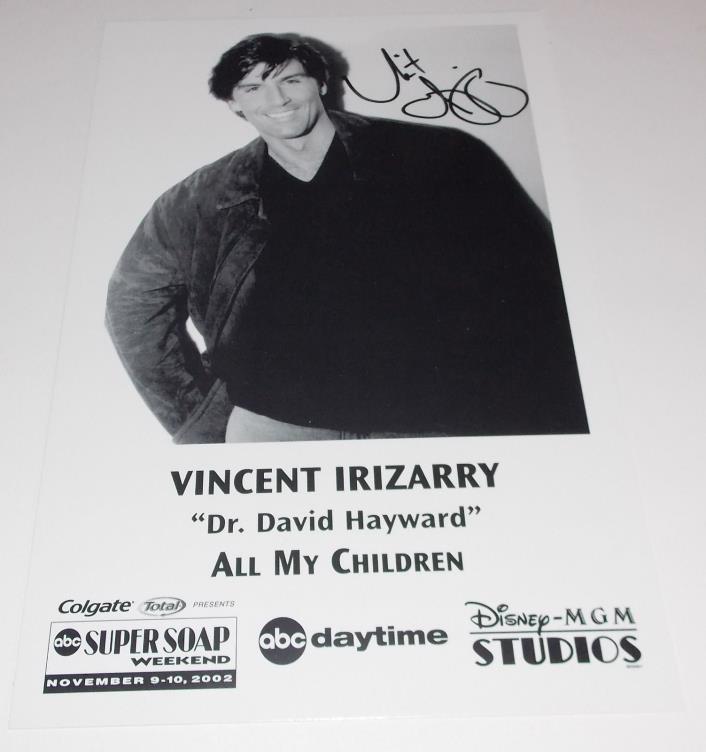 VINCENT IRIZARRY
“Dr. David Hayward”
ALL MY CHILDREN
Colgate Total PRESENTS
abc SUPER SOAP
WEEKEND
NOVEMBER 9-10, 2002
abc daytime
Disney-MGM
STUDIOS